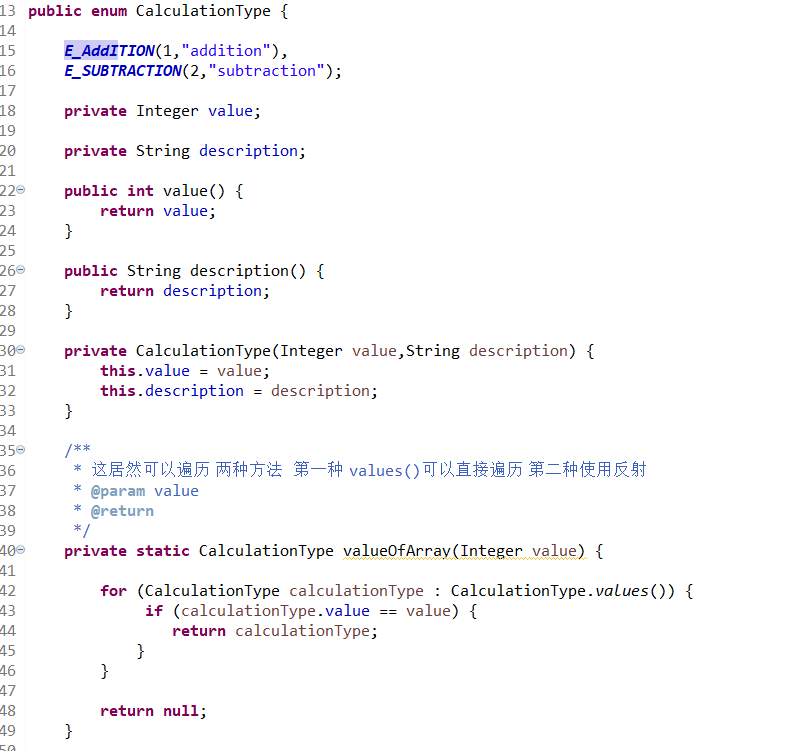 13 public enum CalculationType {
14
15 E_AddITION(1,"addition"),
16 E_SUBTRACTION(2,"subtraction");
17
18 private Integer value;
19
20 private String description;
21
22 public int value() {
23 return value;
24 }
25
26 public String description() {
27 return description;
28 }
29
30 private CalculationType(Integer value,String description) {
31 this.value = value;
32 this.description = description;
33 }
34
35 /**
36 * 这居然可以遍历 两种方法  第一种 values()可以直接遍历 第二种使用反射
37 * @param value
38 * @return
39 */
40 private static CalculationType valueOfArray(Integer value) {
41
42 for (CalculationType calculationType : CalculationType.values()) {
43 if (calculationType.value == value) {
44 return calculationType;
45 }
46 }
47
48 return null;
49 }
50